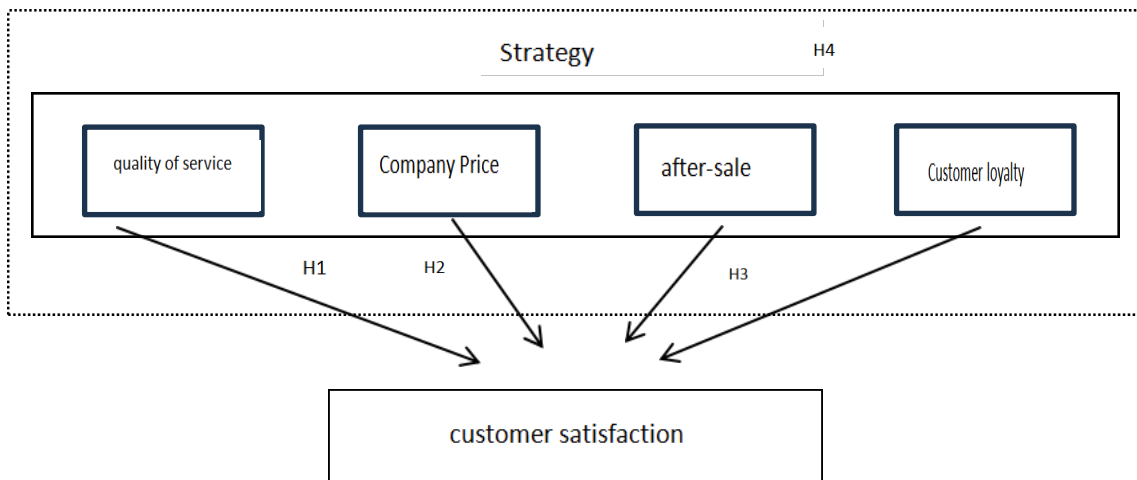 Strategy
H4
quality of service
Company Price
after-sale
Customer loyalty
H1
H2
H3
customer satisfaction